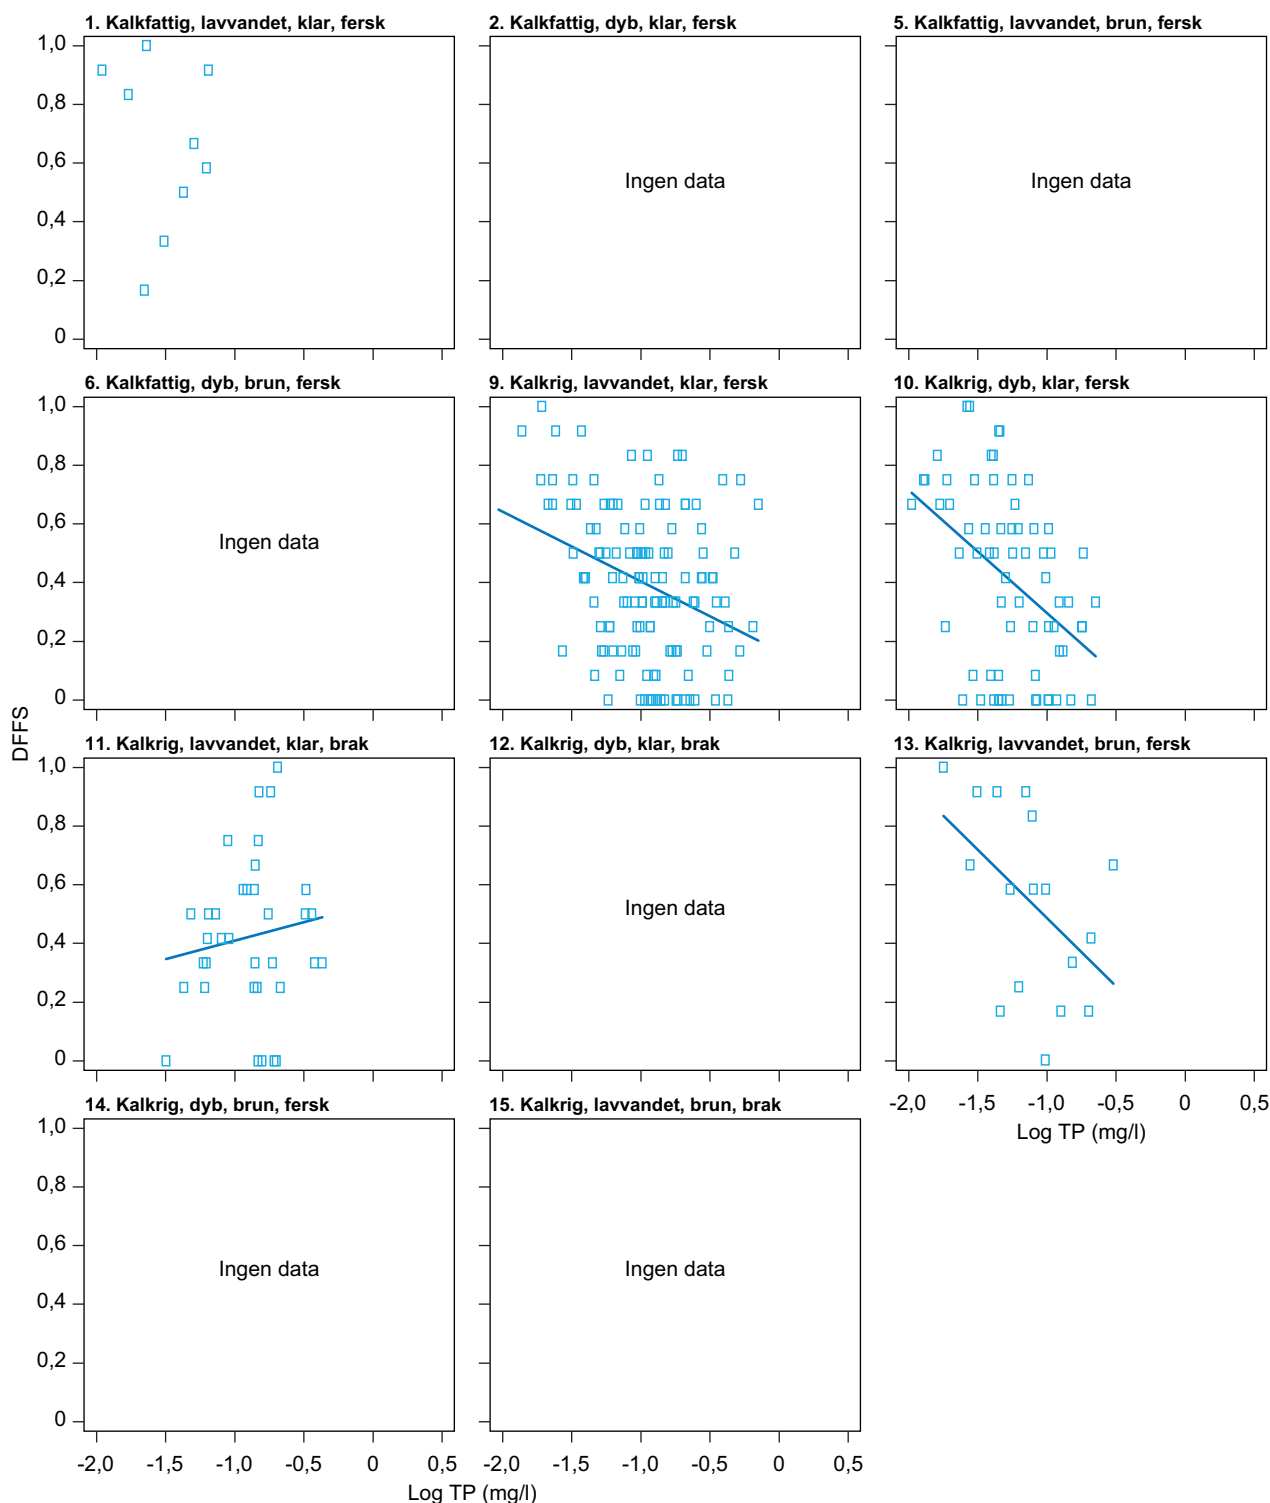 1. Kalkfattig, lavvandet, klar, fersk
2. Kalkfattig, dyb, klar, fersk
5. Kalkfattig, lavvandet, brun, fersk
1,0
0,8
0,6
0,4
0,2
0
Ingen data
Ingen data
6. Kalkfattig, dyb, brun, fersk
9. Kalkrig, lavvandet, klar, fersk
10. Kalkrig, dyb, klar, fersk
1,0
0,8
0,6
0,4
0,2
0
Ingen data
DFFS
11. Kalkrig, lavvandet, klar, brak
12. Kalkrig, dyb, klar, brak
13. Kalkrig, lavvandet, brun, fersk
1,0
0,8
0,6
0,4
0,2
0
Ingen data
-2,0 -1,5 -1,0 -0,5 0 0,5
Log TP (mg/l)
14. Kalkrig, dyb, brun, fersk
15. Kalkrig, lavvandet, brun, brak
1,0
0,8
0,6
0,4
0,2
0
Ingen data
Ingen data
-2,0 -1,5 -1,0 -0,5 0 0,5
-2,0 -1,5 -1,0 -0,5 0 0,5
Log TP (mg/l)